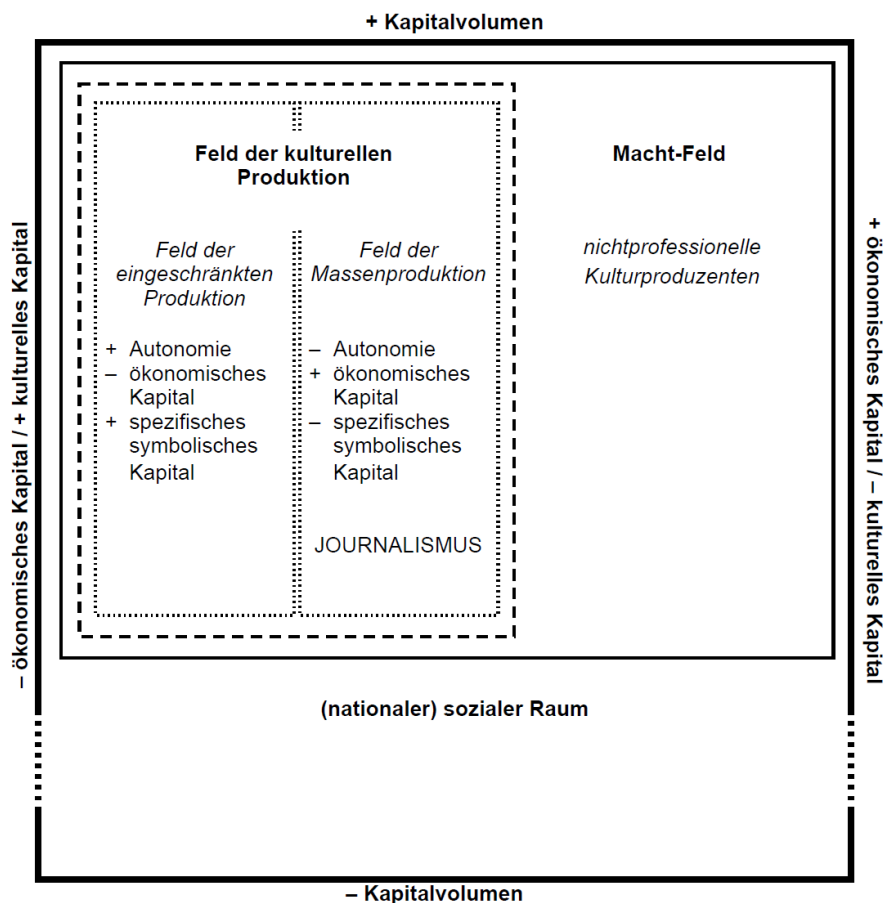 + Kapitalvolumen
Feld der kulturellen
Produktion
Macht-Feld
Feld der
eingeschränkten
Produktion
+ Autonomie
– ökonomisches
Kapital
+ spezifisches
symbolisches
Kapital
Feld der
Massenproduktion
– Autonomie
+ ökonomisches
Kapital
– spezifisches
symbolisches
Kapital
JOURNALISMUS
nichtprofessionelle
Kulturproduzenten
– ökonomisches Kapital / + kulturelles Kapital
+ ökonomisches Kapital / – kulturelles Kapital
(nationaler) sozialer Raum
– Kapitalvolumen